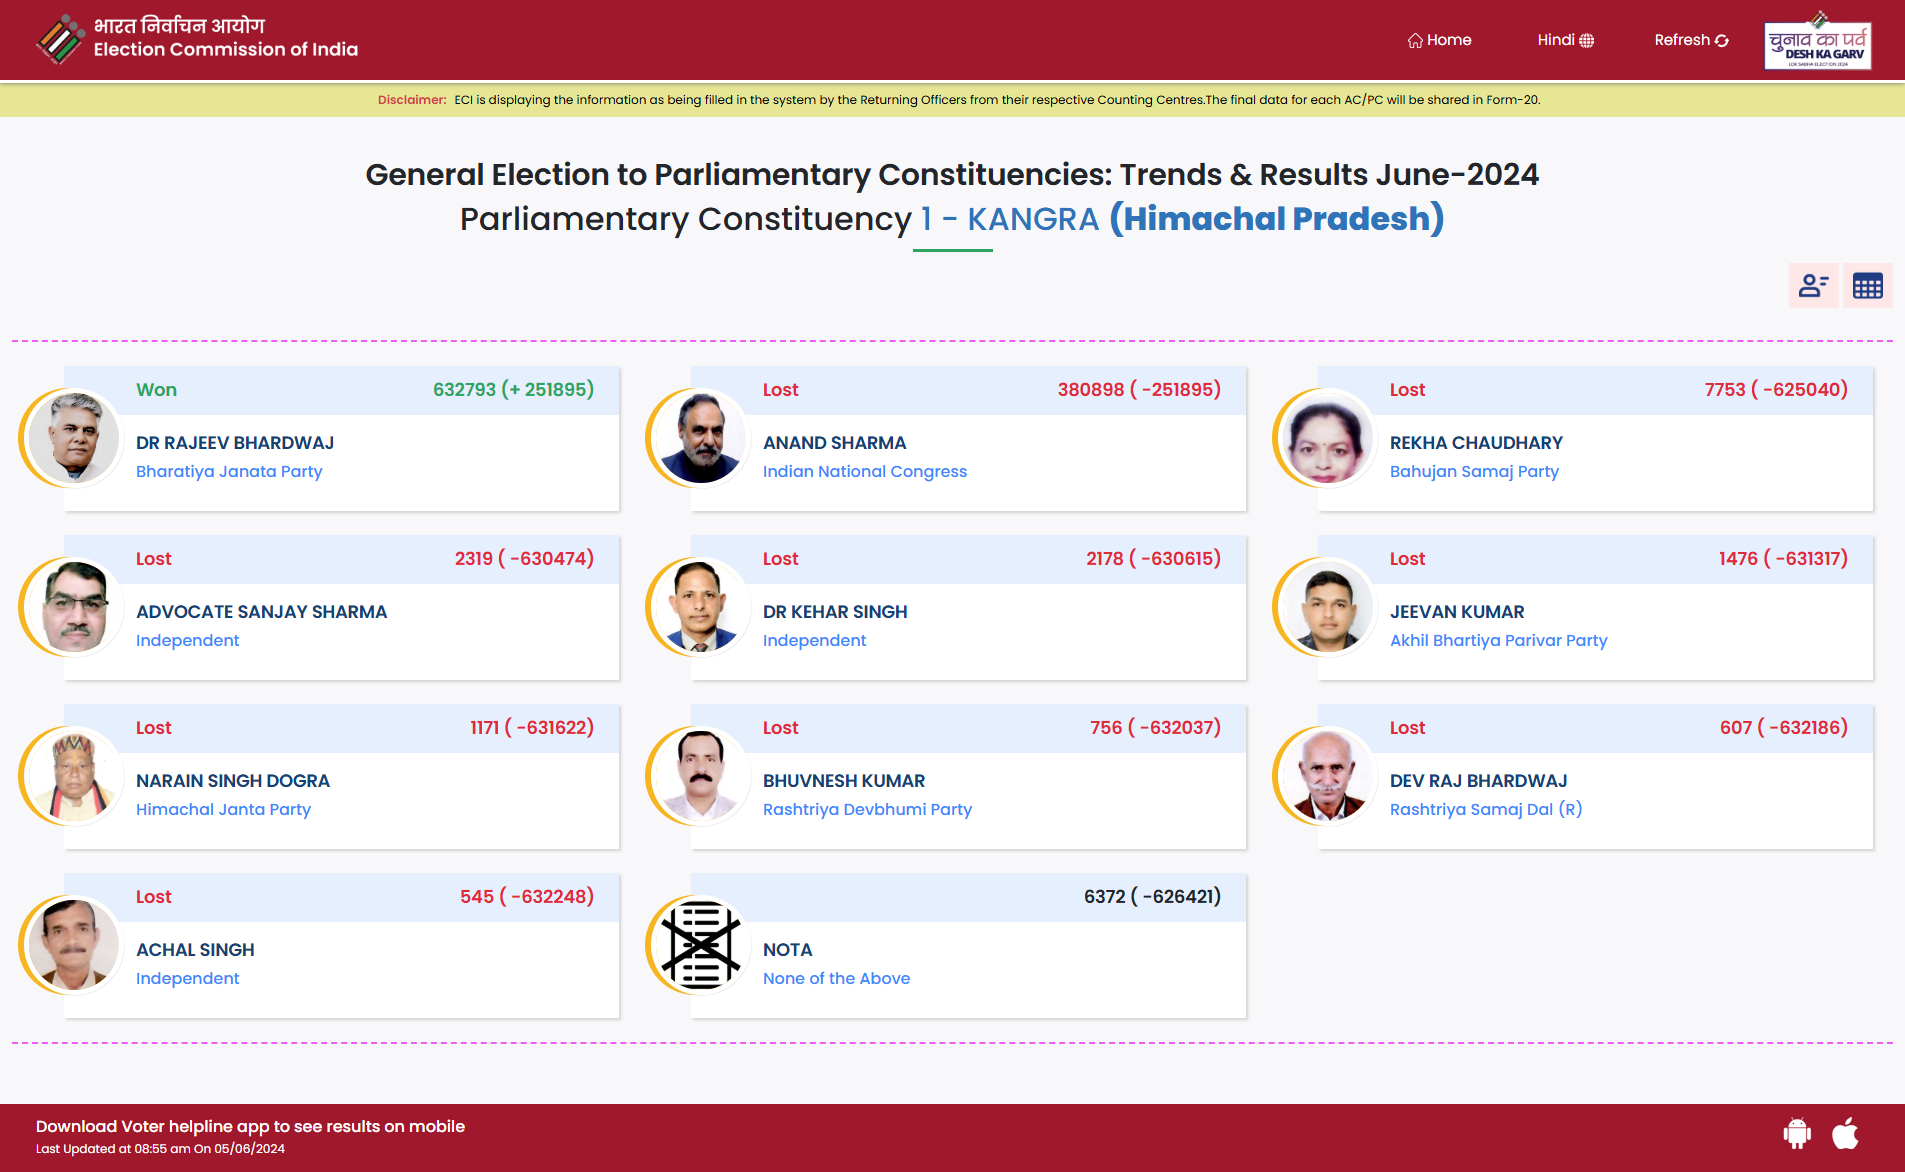 भारत निर्वाचन आयोग
Election Commission of India
Home
Hindi
Refresh
चुनाव का पर्व
DESH KA GARV
LOK SABHA ELECTION 2024
Disclaimer: ECI is displaying the information as being filled in the system by the Returning Officers from their respective Counting Centres.The final data for each AC/PC will be shared in Form-20.
General Election to Parliamentary Constituencies: Trends & Results June-2024
Parliamentary Constituency 1 - KANGRA (Himachal Pradesh)
Won 632793 (+ 251895)
DR RAJEEV BHARDWAJ
Bharatiya Janata Party
Lost 380898 ( -251895)
ANAND SHARMA
Indian National Congress
Lost 7753 ( -625040)
REKHA CHAUDHARY
Bahujan Samaj Party
Lost 2319 ( -630474)
ADVOCATE SANJAY SHARMA
Independent
Lost 2178 ( -630615)
DR KEHAR SINGH
Independent
Lost 1476 ( -631317)
JEEVAN KUMAR
Akhil Bhartiya Parivar Party
Lost 1171 ( -631622)
NARAIN SINGH DOGRA
Himachal Janta Party
Lost 756 ( -632037)
BHUVNESH KUMAR
Rashtriya Devbhumi Party
Lost 607 ( -632186)
DEV RAJ BHARDWAJ
Rashtriya Samaj Dal (R)
Lost 545 ( -632248)
ACHAL SINGH
Independent
6372 ( -626421)
NOTA
None of the Above
Download Voter helpline app to see results on mobile
Last Updated at 08:55 am On 05/06/2024